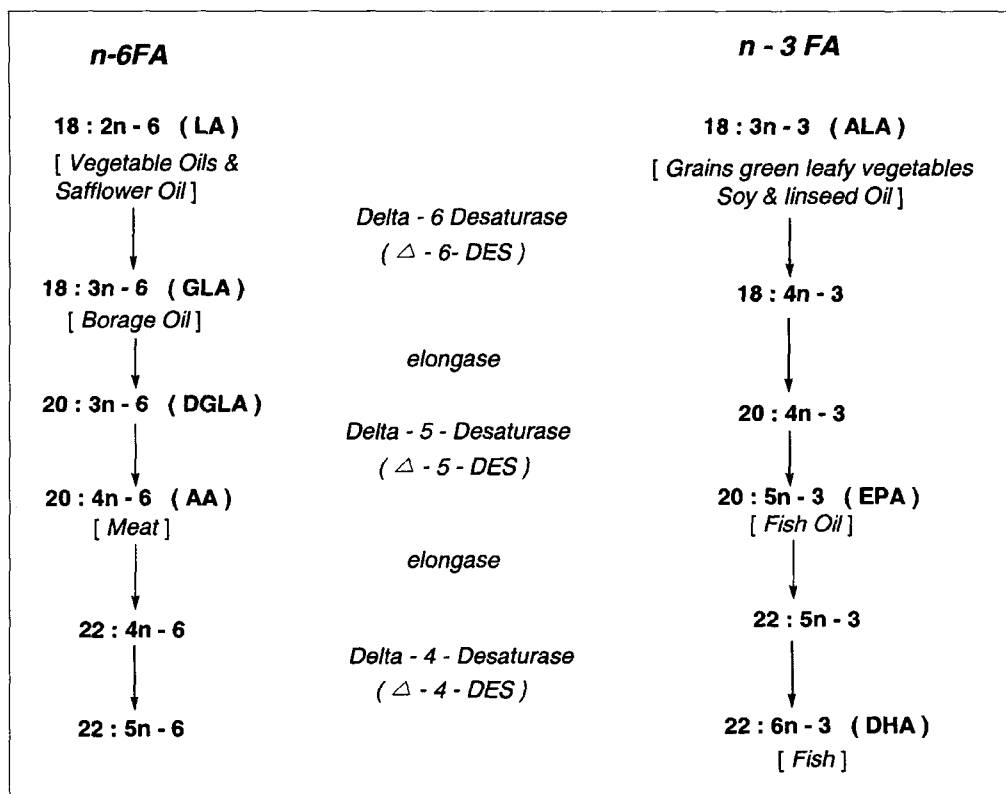 n-6FA
18 : 2n - 6 ( LA )
[ Vegetable Oils &
Safflower Oil ]
18 : 3n - 6 ( GLA )
[ Borage Oil ]
20 : 3n - 6 ( DGLA )
20 : 4n - 6 ( AA )
[ Meat ]
22 : 4n - 6
22 : 5n - 6
Delta - 6 Desaturase
( △ - 6- DES )
elongase
Delta - 5 - Desaturase
( △ - 5 - DES )
elongase
Delta - 4 - Desaturase
( △ - 4 - DES )
n - 3 FA
18 : 3n - 3 ( ALA )
[ Grains green leafy vegetables
Soy & linseed Oil ]
18 : 4n - 3
20 : 4n - 3
20 : 5n - 3 ( EPA )
[ Fish Oil ]
22 : 5n - 3
22 : 6n - 3 ( DHA )
[ Fish ]